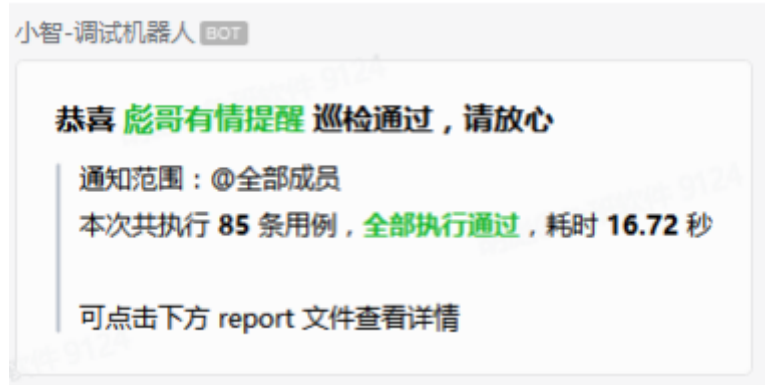 小智-调试机器人 BOT
恭喜 彪哥有情提醒 巡检通过，请放心
通知范围：@全部成员
本次共执行 85 条用例，全部执行通过，耗时 16.72 秒
可点击下方 report 文件查看详情